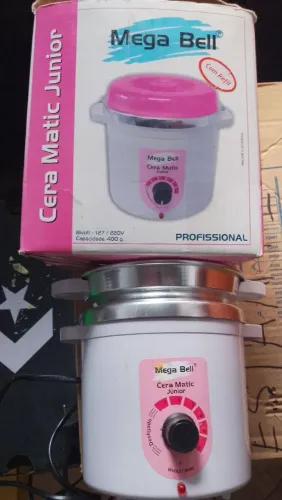 Cera Matic Junior
Mega Bell
Com Refil
Mega Bell
Cera Matic
Junior
Bivolt - 127 / 220V
Capacidade 400 g.
PROFISSIONAL
Mega Bell
Cera Matic
Junior
Desligado